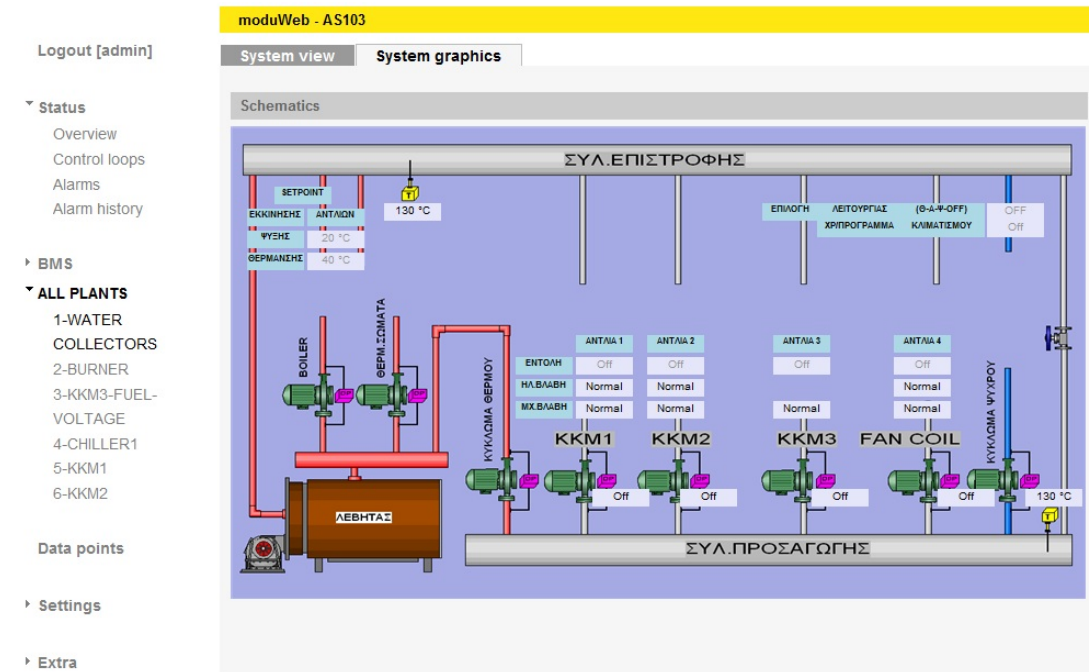 moduWeb - AS103
Logout [admin]
System view
System graphics
Status
Overview
Control loops
Alarms
Alarm history
BMS
ALL PLANTS
1-WATER
COLLECTORS
2-BURNER
3-KKM3-FUEL-
VOLTAGE
4-CHILLER1
5-KKM1
6-KKM2
Data points
Settings
Extra
Schematics
ΣΥΛ.ΕΠΙΣΤΡΟΦΗΣ
SETPOINT
ΕΚΚΙΝΗΣΗΣ ΑΝΤΛΙΩΝ
ΨΥΞΗΣ 20 °C
ΘΕΡΜΑΝΣΗΣ 40 °C
130 °C
ΕΠΙΛΟΓΗ ΛΕΙΤΟΥΡΓΙΑΣ (Θ-Α-Ψ-OFF) OFF
ΧΡ/ΠΡΟΓΡΑΜΜΑ ΚΛΙΜΑΤΙΣΜΟΥ Off
BOILER
ΘΕΡΜ.ΣΩΜΑΤΑ
ΚΥΚΛΩΜΑ ΘΕΡΜΟΥ
ΑΝΤΛΙΑ 1 ΑΝΤΛΙΑ 2 ΑΝΤΛΙΑ 3 ΑΝΤΛΙΑ 4
ΕΝΤΟΛΗ Off Off Off Off
ΗΛ.ΒΛΑΒΗ Normal Normal Normal
ΜΧ.ΒΛΑΒΗ Normal Normal Normal Normal
ΚΥΚΛΩΜΑ ΨΥΧΡΟΥ
KKM1 KKM2 KKM3 FAN COIL
Off Off Off Off 130 °C
ΛΕΒΗΤΑΣ
ΣΥΛ.ΠΡΟΣΑΓΩΓΗΣ